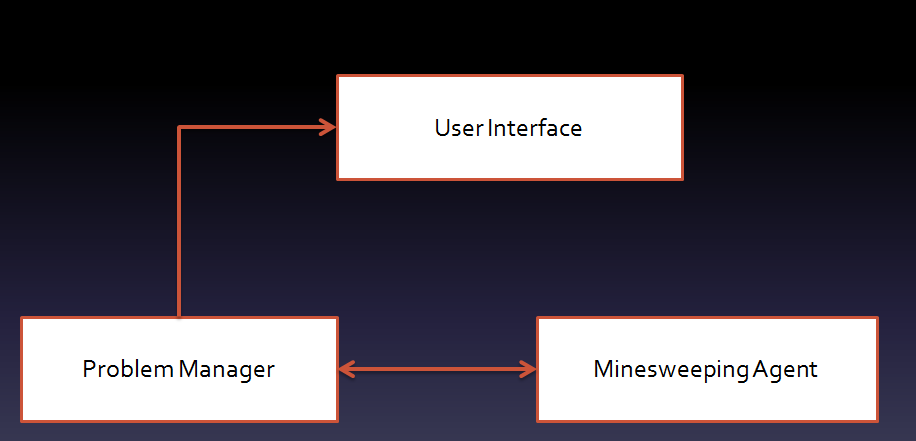 User Interface
Problem Manager
Minesweeping Agent